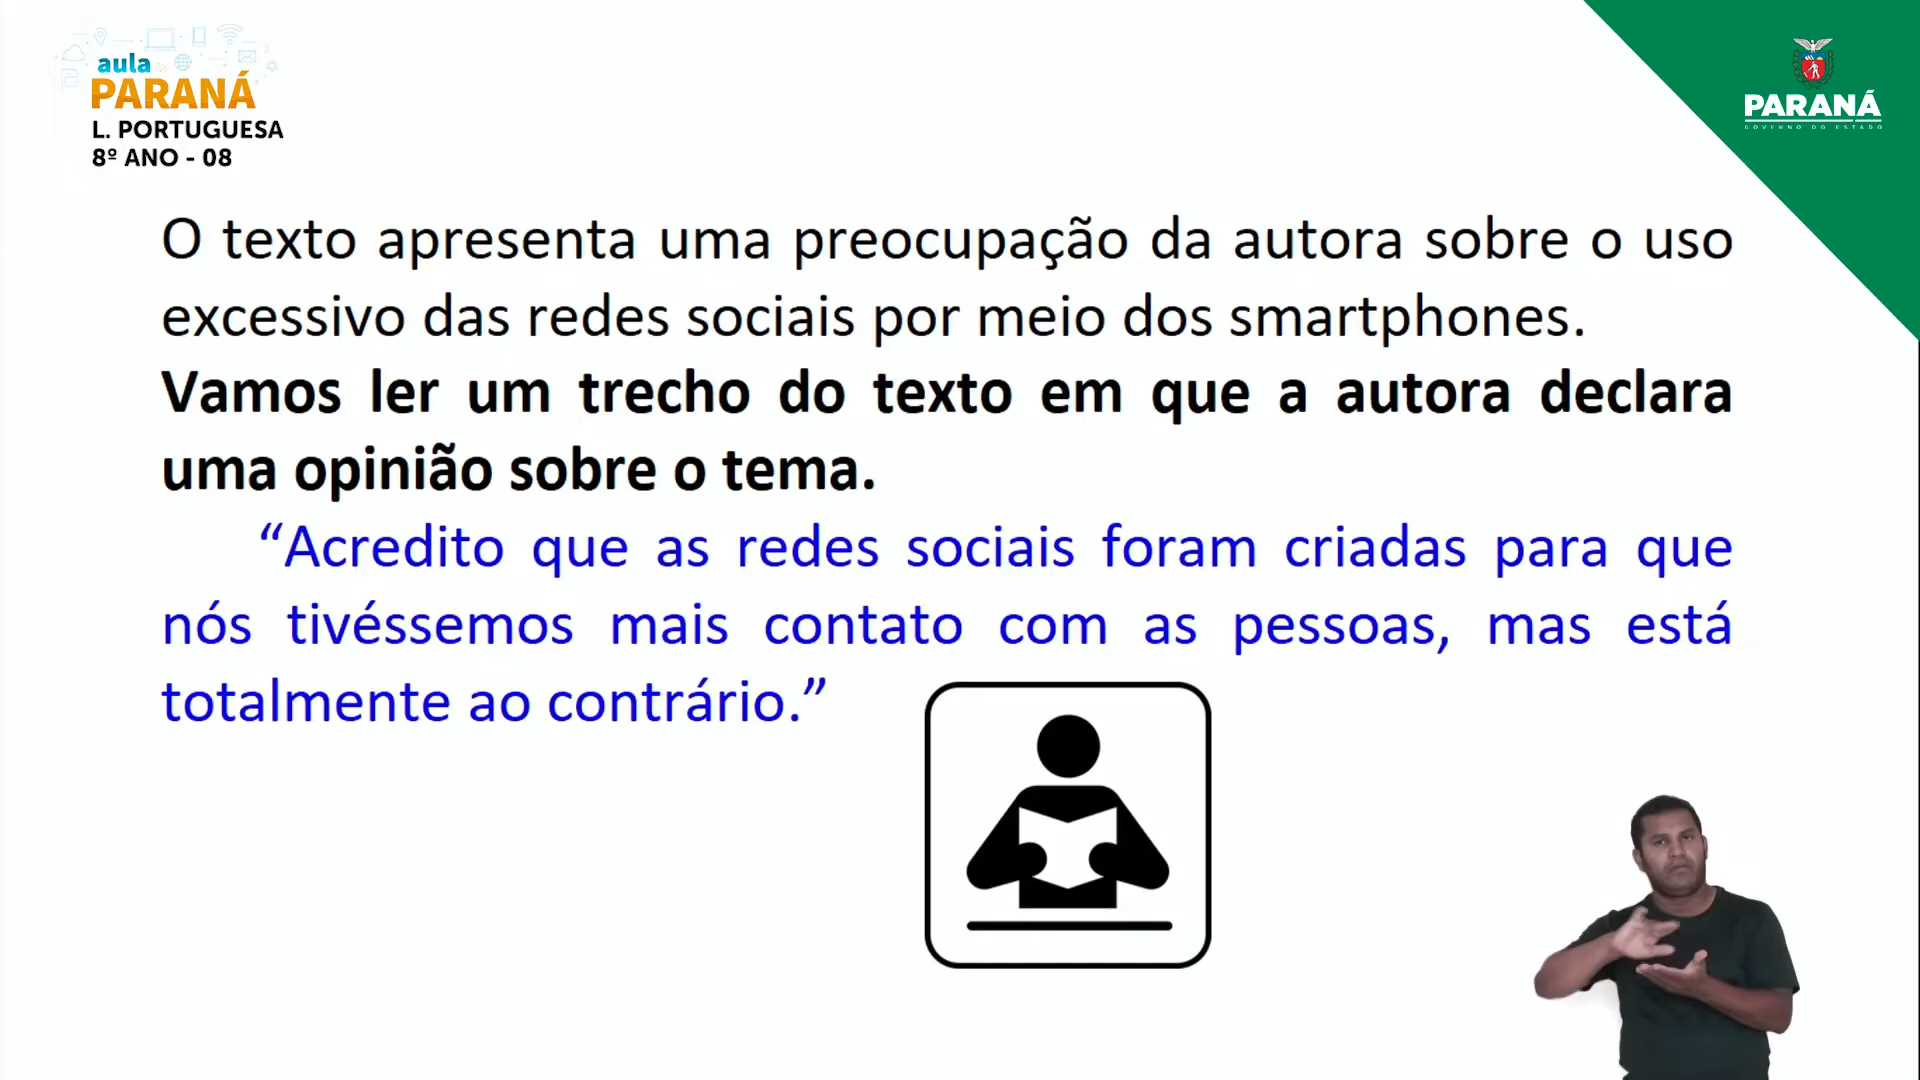 aula
PARANÁ
L. PORTUGUESA
8º ANO - 08
PARANÁ
GOVERNO DO ESTADO
O texto apresenta uma preocupação da autora sobre o uso
excessivo das redes sociais por meio dos smartphones.
Vamos ler um trecho do texto em que a autora declara
uma opinião sobre o tema.
“Acredito que as redes sociais foram criadas para que
nós tivéssemos mais contato com as pessoas, mas está
totalmente ao contrário.”